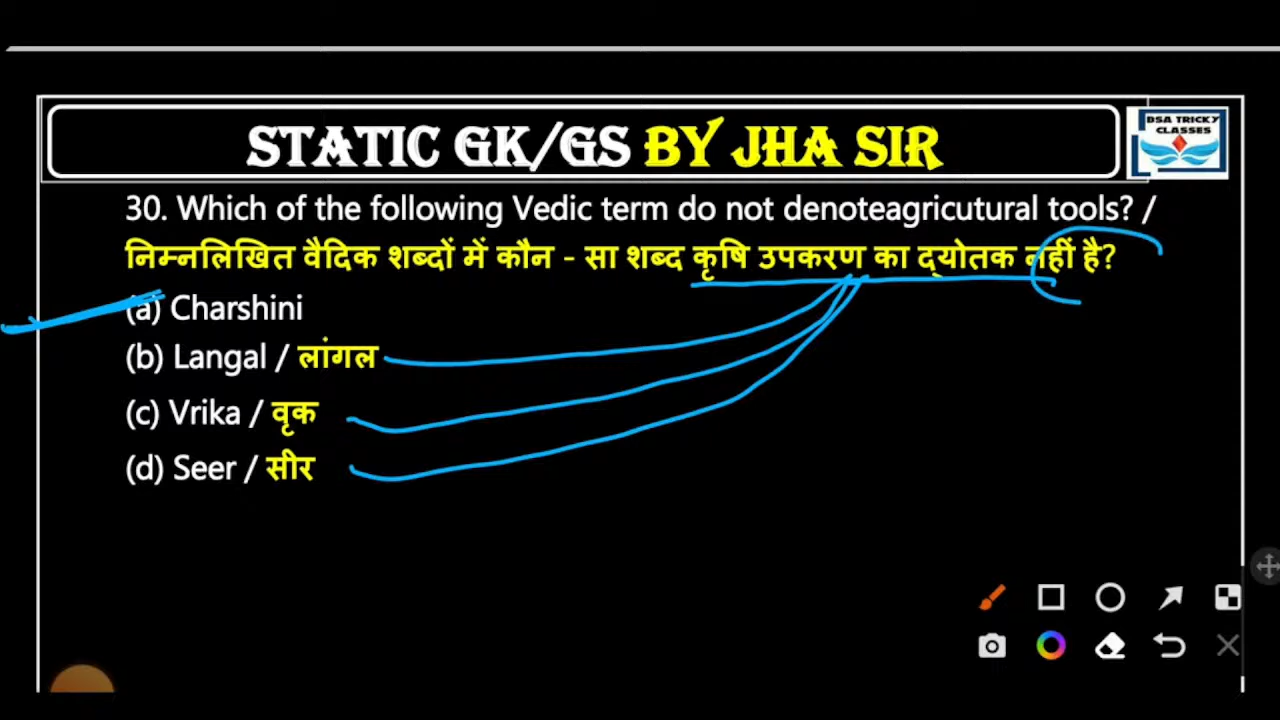 STATIC GK/GS BY JHA SIR
BSA TRICKY
CLASSES
30. Which of the following Vedic term do not denoteagricutural tools? /
निम्नलिखित वैदिक शब्दों में कौन - सा शब्द कृषि उपकरण का द्योतक नहीं है?
(a) Charshini
(b) Langal / लांगल
(c) Vrika / वृक
(d) Seer / सीर